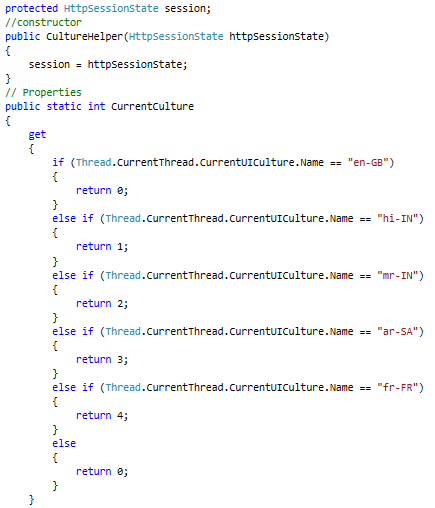 protected HttpSessionState session;
//constructor
public CultureHelper(HttpSessionState httpSessionState)
{
    session = httpSessionState;
}
// Properties
public static int CurrentCulture
{
    get
    {
        if (Thread.CurrentThread.CurrentUICulture.Name == "en-GB")
        {
            return 0;
        }
        else if (Thread.CurrentThread.CurrentUICulture.Name == "hi-IN")
        {
            return 1;
        }
        else if (Thread.CurrentThread.CurrentUICulture.Name == "mr-IN")
        {
            return 2;
        }
        else if (Thread.CurrentThread.CurrentUICulture.Name == "ar-SA")
        {
            return 3;
        }
        else if (Thread.CurrentThread.CurrentUICulture.Name == "fr-FR")
        {
            return 4;
        }
        else
        {
            return 0;
        }
    }